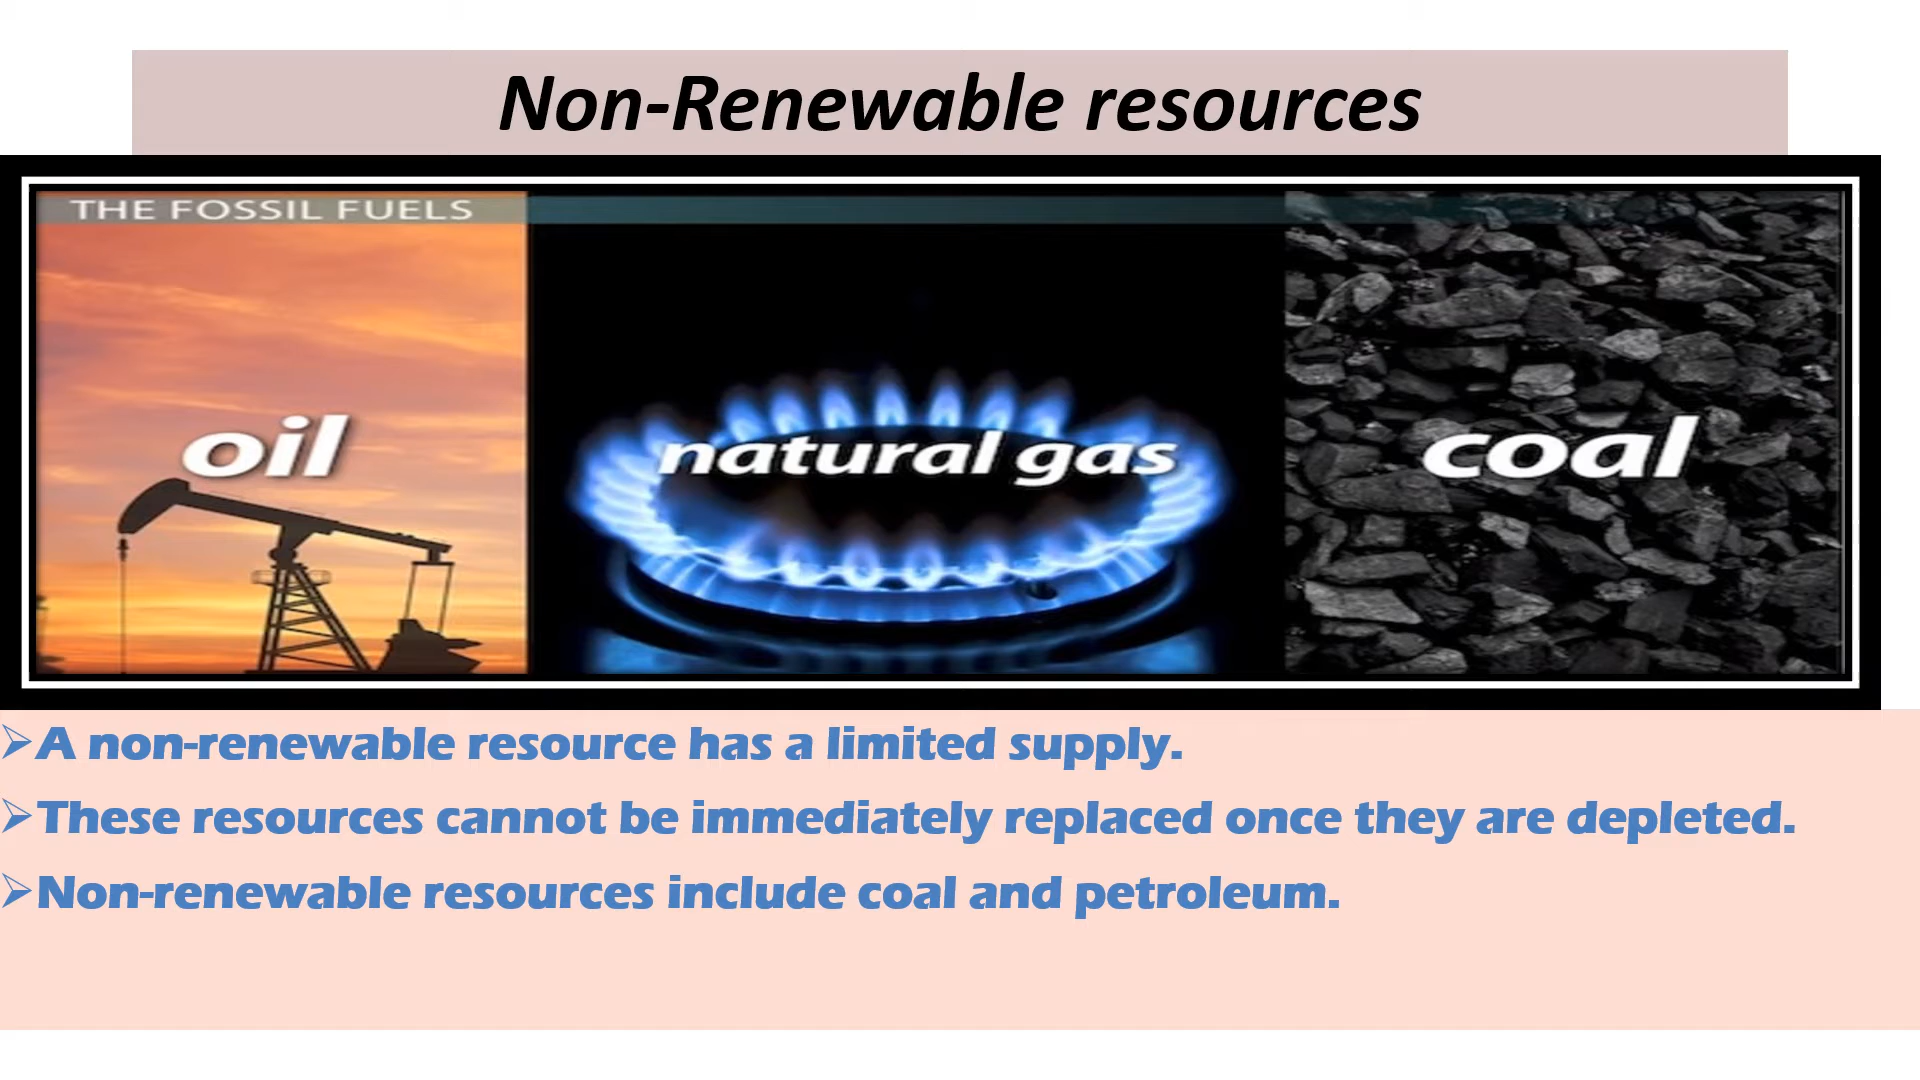 Non-Renewable resources
THE FOSSIL FUELS
oil
natural gas
coal
➢A non-renewable resource has a limited supply.
➢These resources cannot be immediately replaced once they are depleted.
➢Non-renewable resources include coal and petroleum.